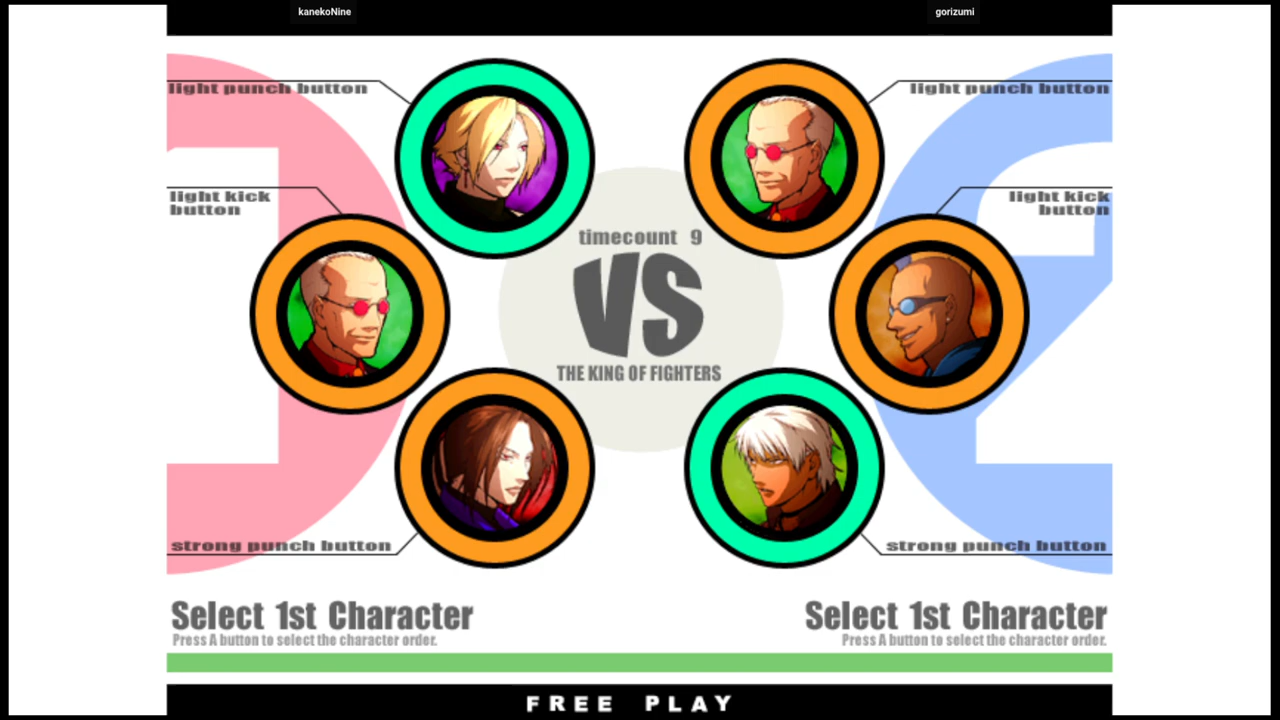 kanekoNine
gorizumi
light punch button
light punch button
light kick
button
light kick
button
timecount 9
VS
THE KING OF FIGHTERS
strong punch button
strong punch button
Select 1st Character
Press A button to select the character order.
Select 1st Character
Press A button to select the character order.
FREE PLAY
1
2